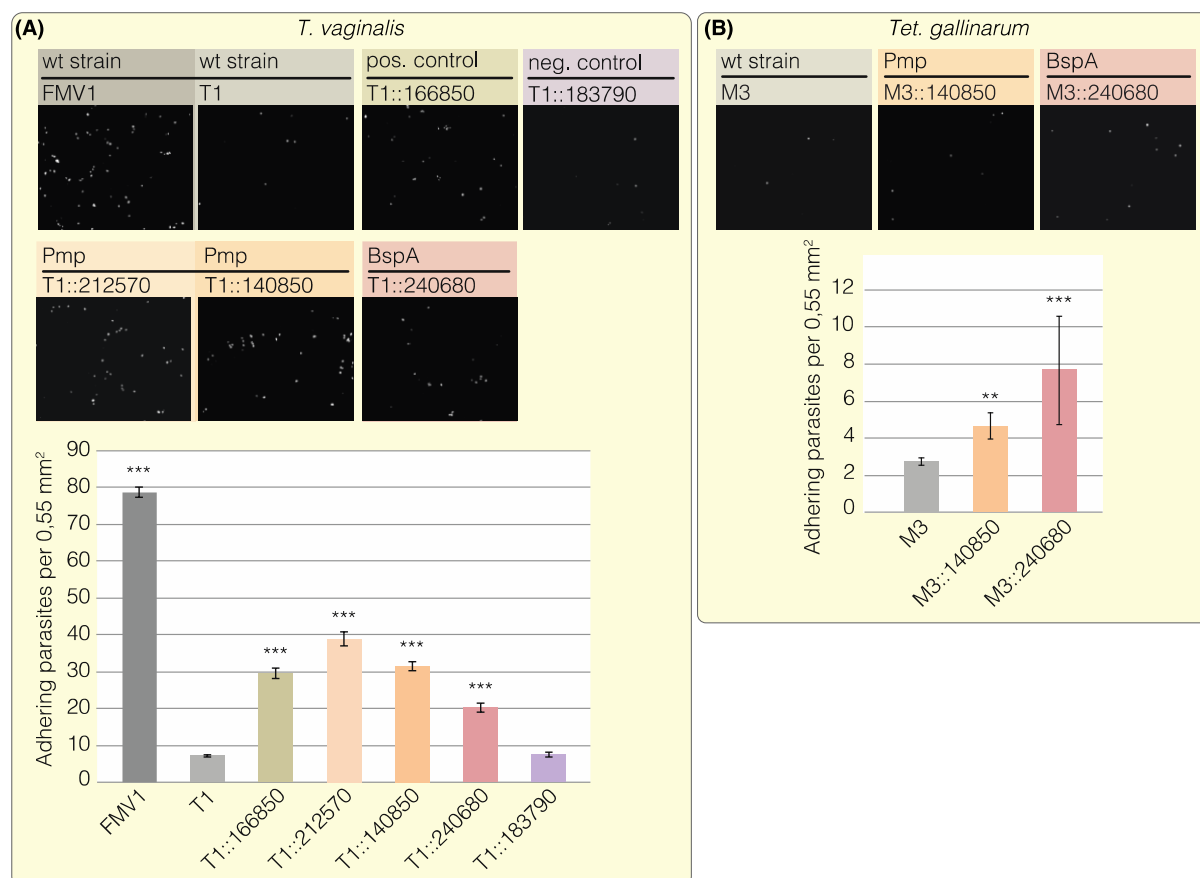 (A)
T. vaginalis
wt strain
FMV1
wt strain
T1
pos. control
T1::166850
neg. control
T1::183790
Pmp
T1::212570
Pmp
T1::140850
BspA
T1::240680
Adhering parasites per 0,55 mm²
90
80
70
60
50
40
30
20
10
0
***
***
***
***
***
FMV1
T1
T1::166850
T1::212570
T1::140850
T1::240680
T1::183790
(B)
Tet. gallinarum
wt strain
M3
Pmp
M3::140850
BspA
M3::240680
Adhering parasites per 0,55 mm²
12
10
8
6
4
2
0
**
***
M3
M3::140850
M3::240680